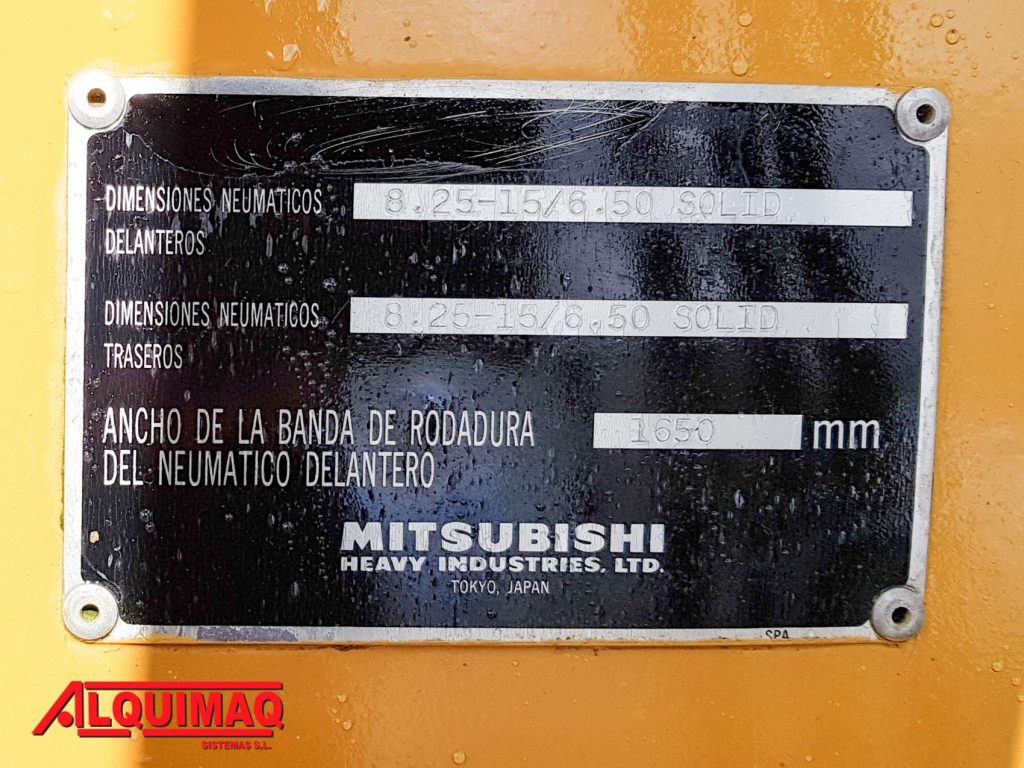 DIMENSIONES NEUMATICOS 8.25-15/6.50 SOLID
DELANTEROS
DIMENSIONES NEUMATICOS 8.25-15/6.50 SOLID
TRASEROS
ANCHO DE LA BANDA DE RODADURA 1650 mm
DEL NEUMATICO DELANTERO
MITSUBISHI
HEAVY INDUSTRIES, LTD.
TOKYO, JAPAN
SPA
ALQUIMAQ
SISTEMAS S.L.